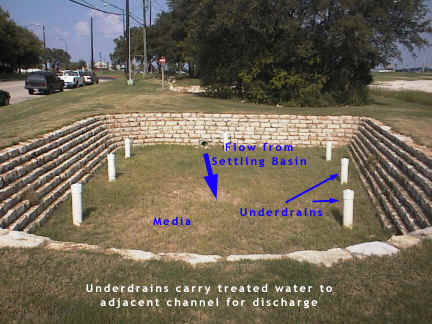 Flow from
Settling Basin
Underdrains
Media
Underdrains carry treated water to
adjacent channel for discharge